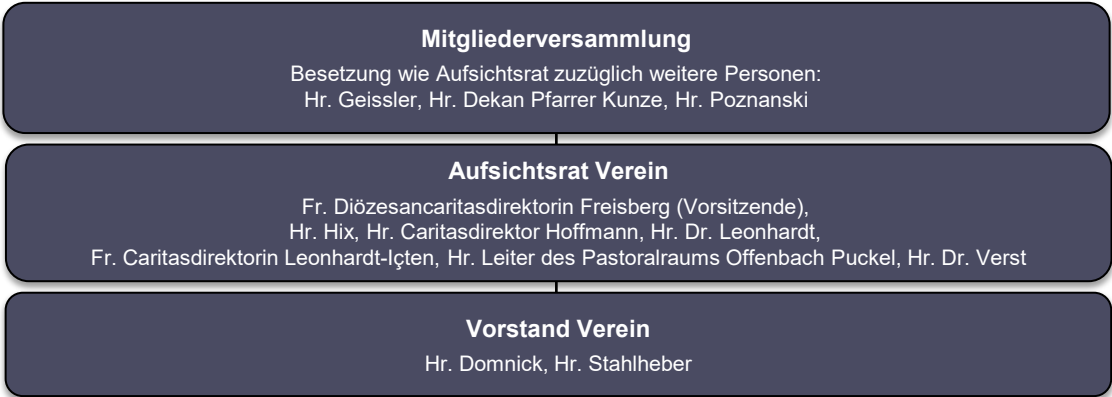 Mitgliederversammlung
Besetzung wie Aufsichtsrat zuzüglich weitere Personen:
Hr. Geissler, Hr. Dekan Pfarrer Kunze, Hr. Poznanski
Aufsichtsrat Verein
Fr. Diözesancaritasdirektorin Freisberg (Vorsitzende),
Hr. Hix, Hr. Caritasdirektor Hoffmann, Hr. Dr. Leonhardt,
Fr. Caritasdirektorin Leonhardt-Içten, Hr. Leiter des Pastoralraums Offenbach Puckel, Hr. Dr. Verst
Vorstand Verein
Hr. Domnick, Hr. Stahlheber